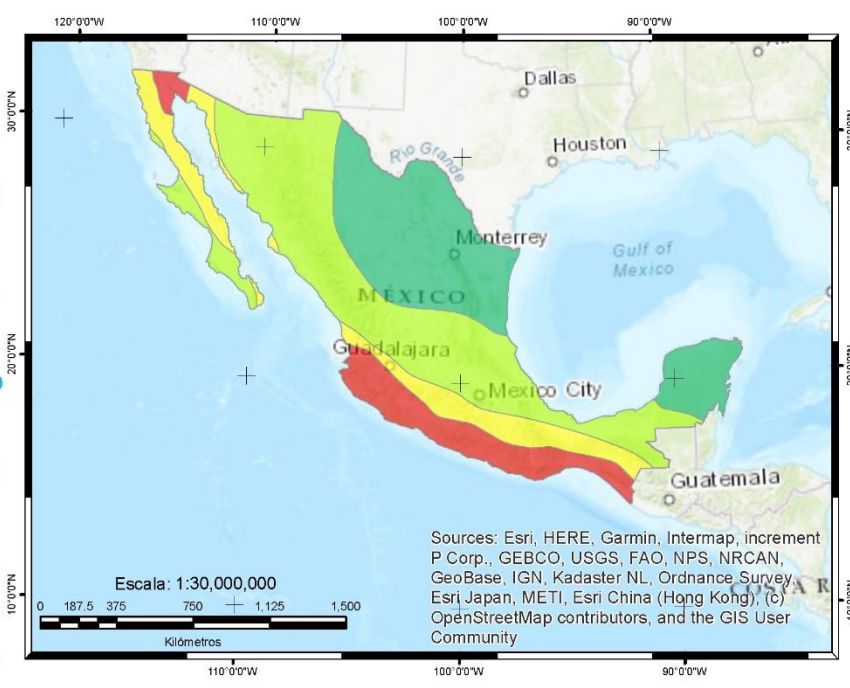 120°0'0"W 110°0'0"W 100°0'0"W 90°0'0"W
Dallas
30°0'0"N
Houston
Rio Grande
Monterrey
Gulf of
Mexico
MÉXICO
20°0'0"N
Guadalajara
Mexico City
Guatemala
Sources: Esri, HERE, Garmin, Intermap, increment
P Corp., GEBCO, USGS, FAO, NPS, NRCAN,
GeoBase, IGN, Kadaster NL, Ordnance Survey,
Esri Japan, METI, Esri China (Hong Kong), (c)
OpenStreetMap contributors, and the GIS User
Community
COSTA R
10°0'0"N
Escala: 1:30,000,000
0 187.5 375 750 1,125 1,500
Kilómetros
110°0'0"W 100°0'0"W 90°0'0"W